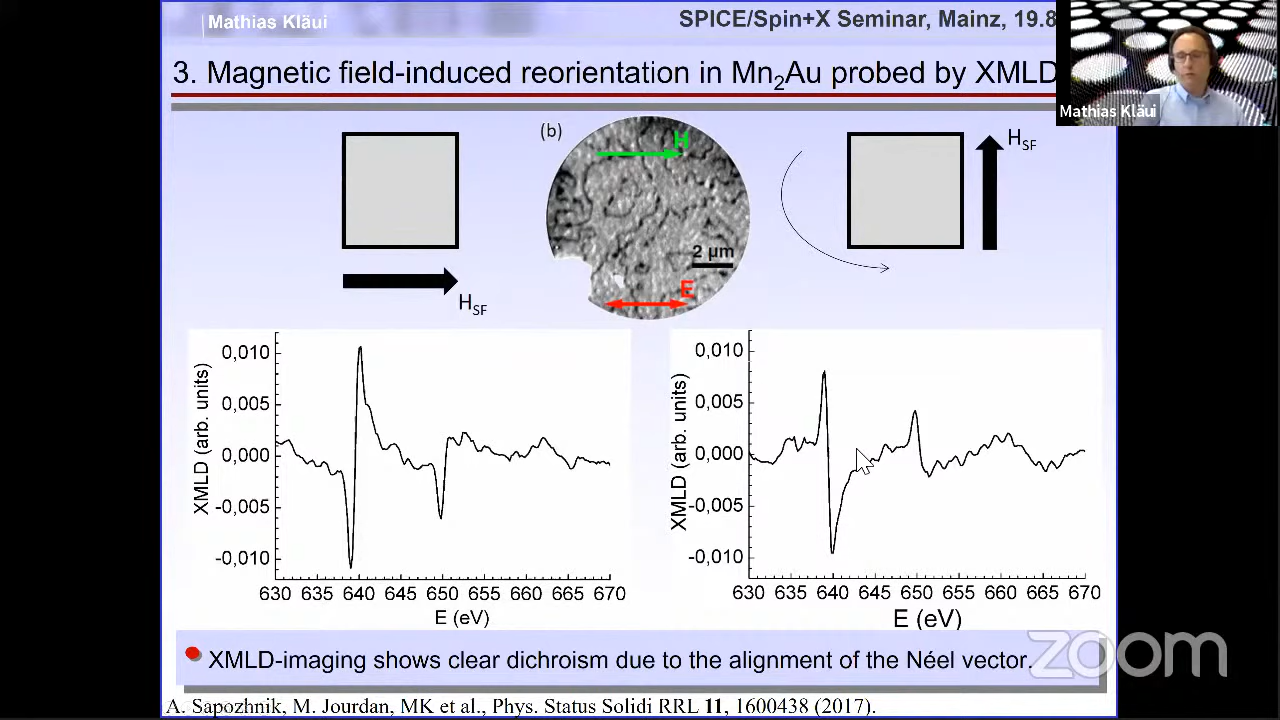 Mathias Kläui
SPICE/Spin+X Seminar, Mainz, 19.8
3. Magnetic field-induced reorientation in Mn₂Au probed by XMLD
Mathias Kläui
(b)
H
2 µm
E
H_SF
H_SF
XMLD (arb. units)
0,010
0,005
0,000
-0,005
-0,010
630 635 640 645 650 655 660 665 670
E (eV)
XMLD (arb. units)
0,010
0,005
0,000
-0,005
-0,010
630 635 640 645 650 655 660 665 670
E (eV)
XMLD-imaging shows clear dichroism due to the alignment of the Néel vector.
zoom
A. Sapozhnik, M. Jourdan, MK et al., Phys. Status Solidi RRL 11, 1600438 (2017).